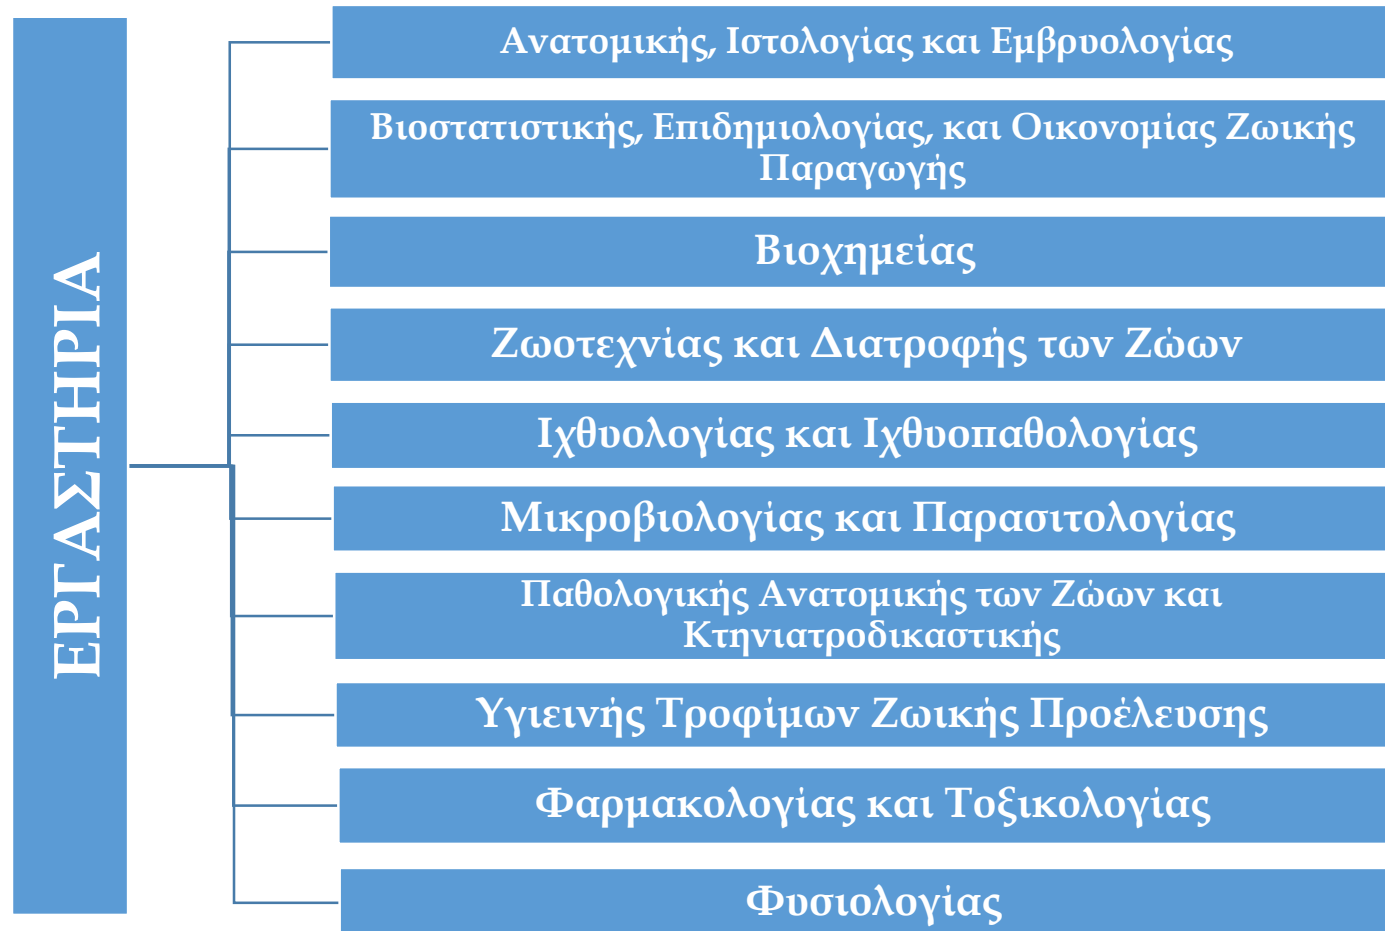 ΕΡΓΑΣΤΗΡΙΑ
Ανατομικής, Ιστολογίας και Εμβρυολογίας
Βιοστατιστικής, Επιδημιολογίας, και Οικονομίας Ζωικής
Παραγωγής
Βιοχημείας
Ζωοτεχνίας και Διατροφής των Ζώων
Ιχθυολογίας και Ιχθυοπαθολογίας
Μικροβιολογίας και Παρασιτολογίας
Παθολογικής Ανατομικής των Ζώων και
Κτηνιατροδικαστικής
Υγιεινής Τροφίμων Ζωικής Προέλευσης
Φαρμακολογίας και Τοξικολογίας
Φυσιολογίας